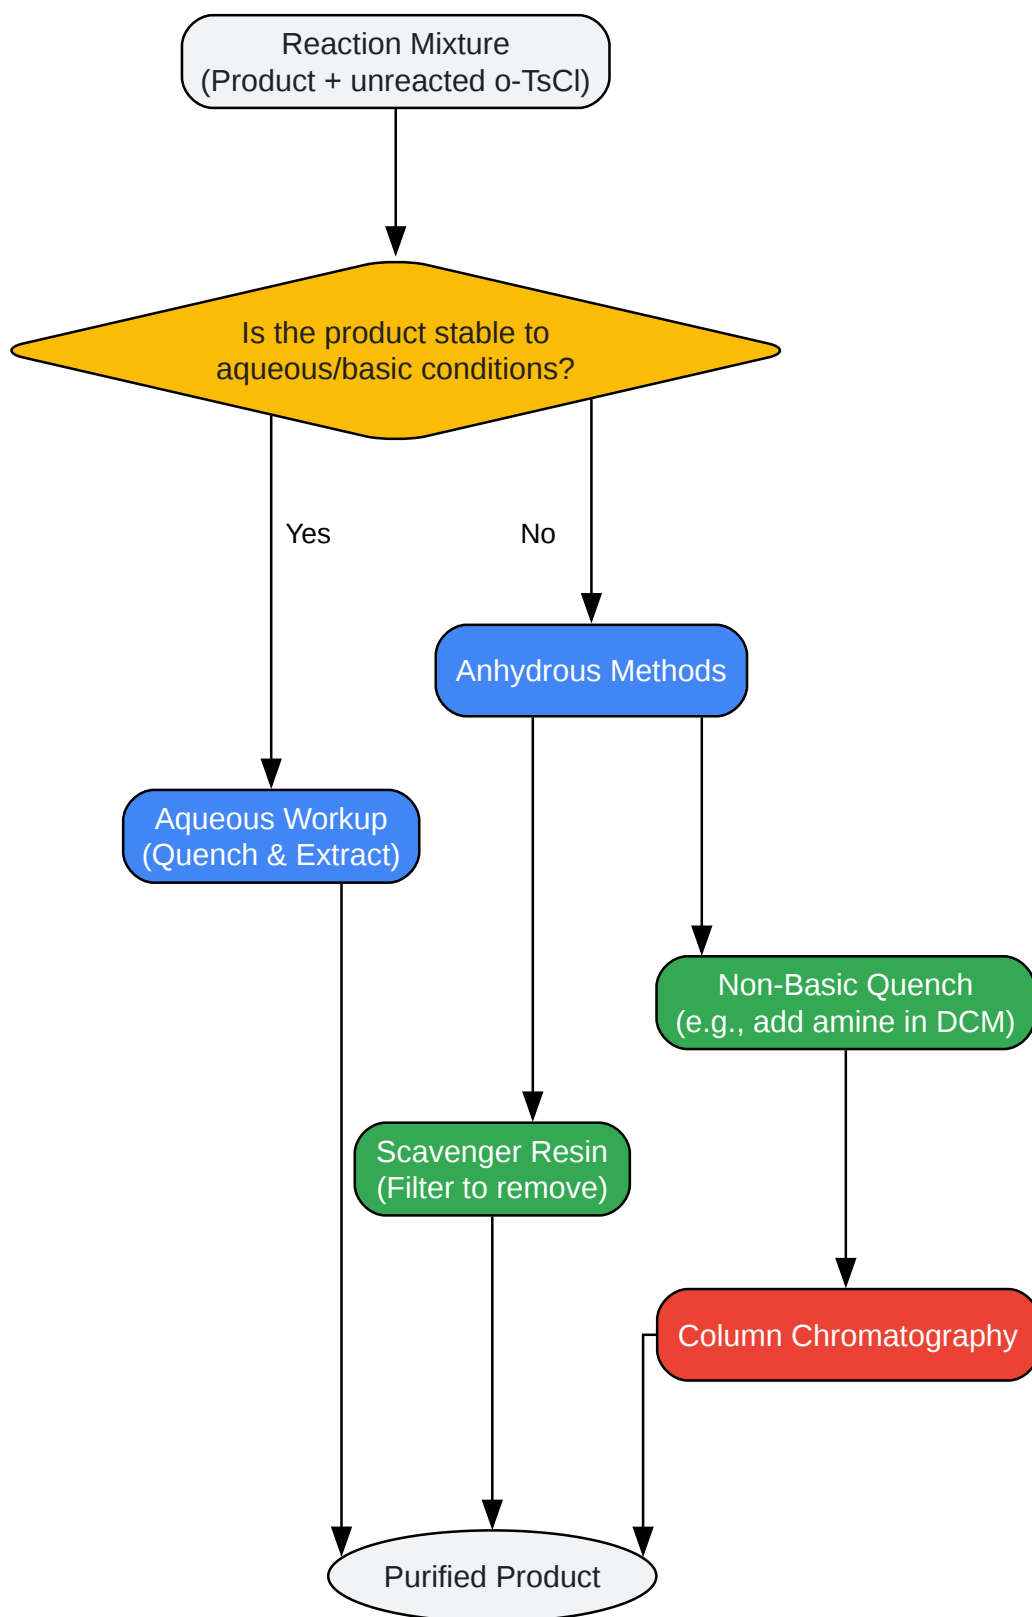 Reaction Mixture
(Product + unreacted o-TsCl)
Is the product stable to
aqueous/basic conditions?
Yes
No
Anhydrous Methods
Aqueous Workup
(Quench & Extract)
Non-Basic Quench
(e.g., add amine in DCM)
Scavenger Resin
(Filter to remove)
Column Chromatography
Purified Product